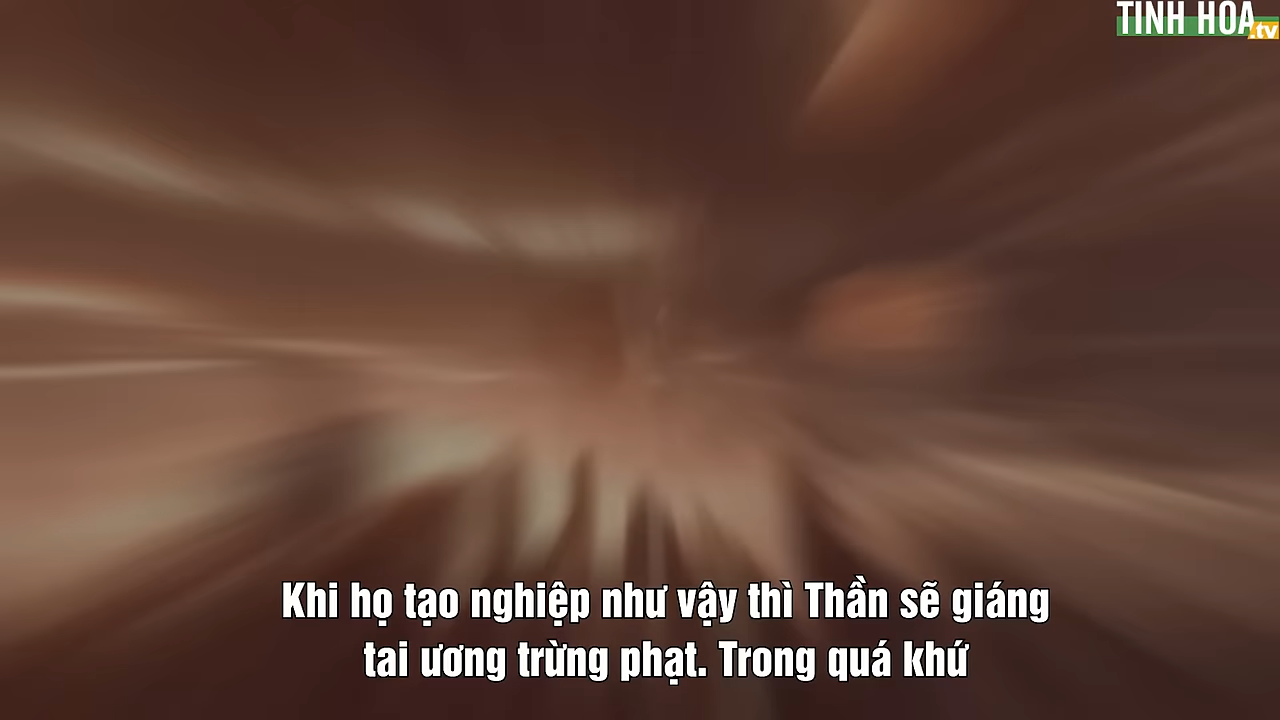 TINH HOA
.tv
Khi họ tạo nghiệp như vậy thì Thần sẽ giáng
tai ương trừng phạt. Trong quá khứ